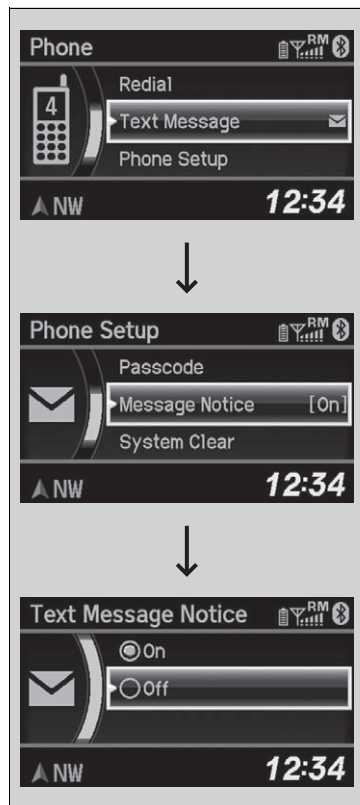 Phone
RM
4
Redial
Text Message
Phone Setup
NW
12:34
Phone Setup
RM
Passcode
Message Notice [On]
System Clear
NW
12:34
Text Message Notice
RM
On
Off
NW
12:34